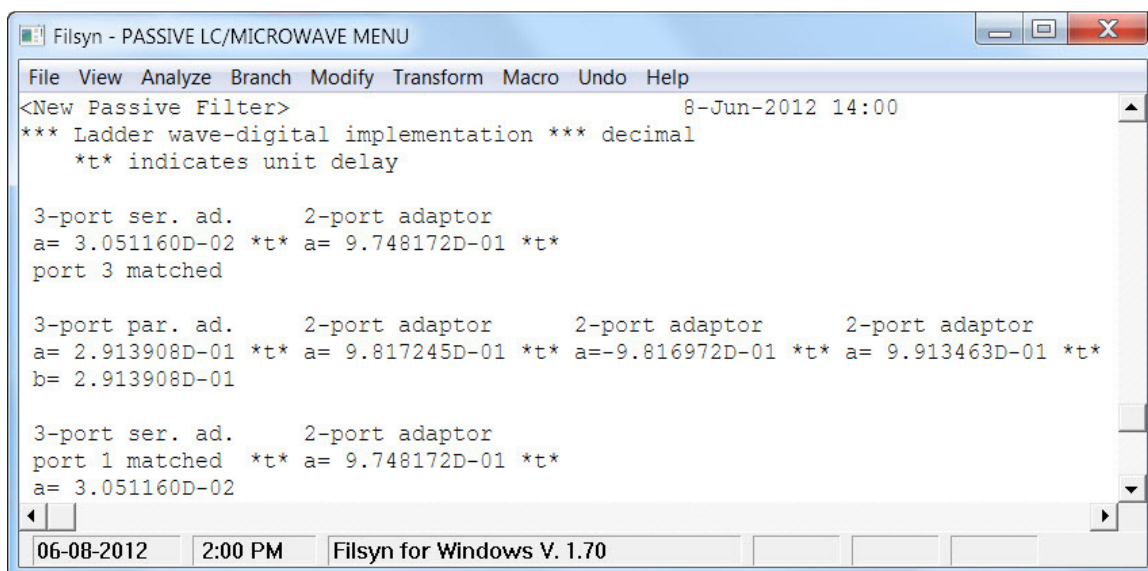 Filsyn - PASSIVE LC/MICROWAVE MENU
File View Analyze Branch Modify Transform Macro Undo Help
<New Passive Filter> 8-Jun-2012 14:00
*** Ladder wave-digital implementation *** decimal
*t* indicates unit delay
3-port ser. ad. 2-port adaptor
a= 3.051160D-02 *t* a= 9.748172D-01 *t*
port 3 matched
3-port par. ad. 2-port adaptor 2-port adaptor 2-port adaptor
a= 2.913908D-01 *t* a= 9.817245D-01 *t* a=-9.816972D-01 *t* a= 9.913463D-01 *t*
b= 2.913908D-01
3-port ser. ad. 2-port adaptor
port 1 matched *t* a= 9.748172D-01 *t*
a= 3.051160D-02
06-08-2012 2:00 PM Filsyn for Windows V. 1.70